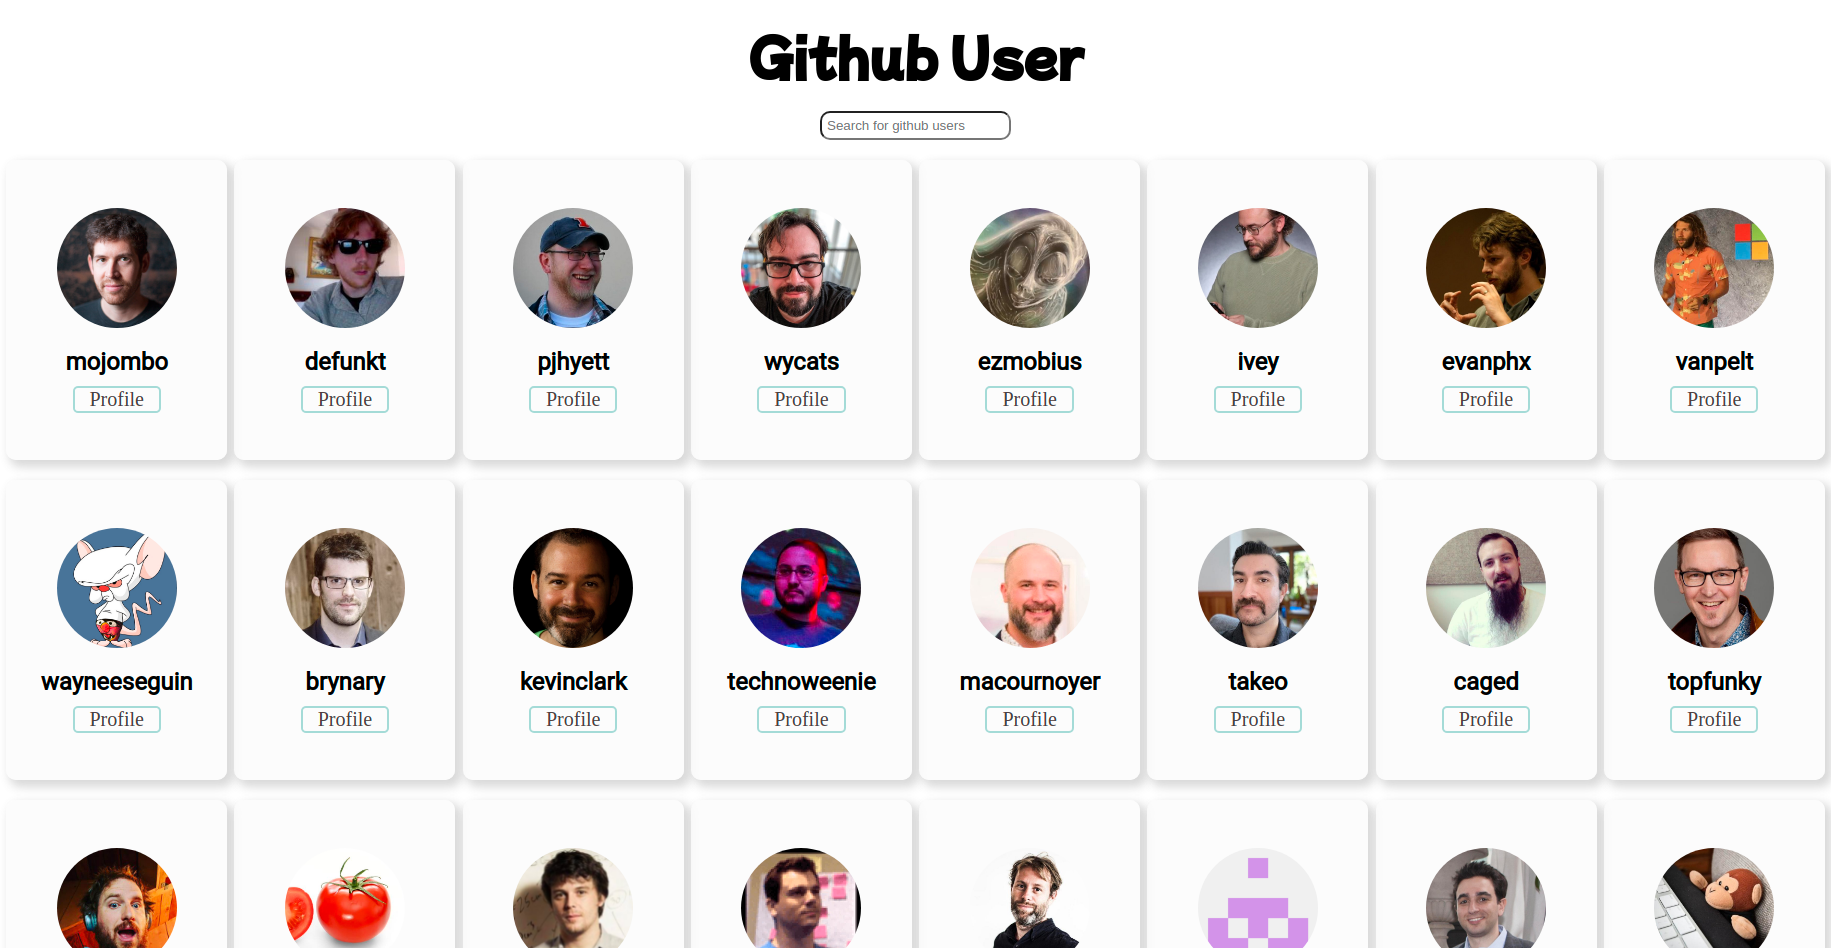 Github User
Search for github users
mojombo defunkt pjhyett wycats ezmobius ivey evanphx vanpelt
Profile Profile Profile Profile Profile Profile Profile Profile
wayneeseguin brynary kevinclark technoweenie macournoyer takeo caged topfunky
Profile Profile Profile Profile Profile Profile Profile Profile